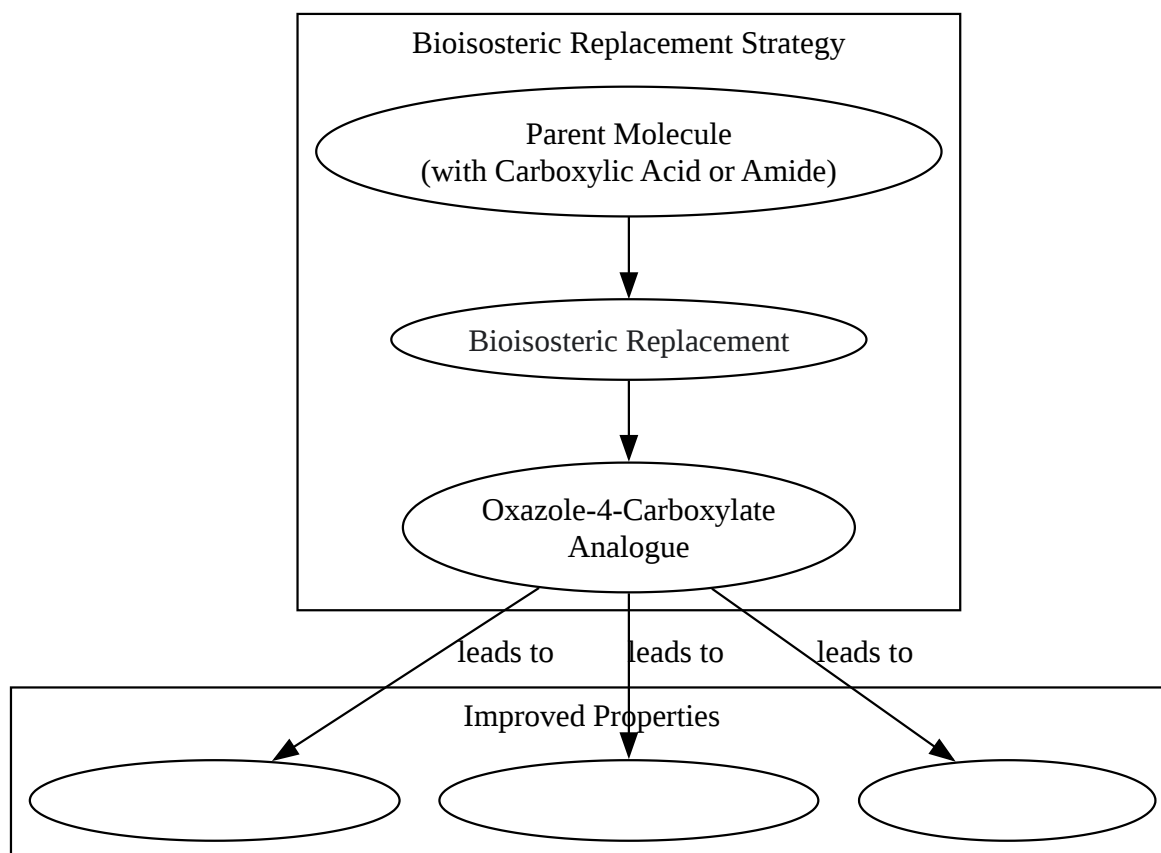 Bioisosteric Replacement Strategy
Parent Molecule
(with Carboxylic Acid or Amide)
Bioisosteric Replacement
Oxazole-4-Carboxylate
Analogue
leads to
leads to
leads to
Improved Properties